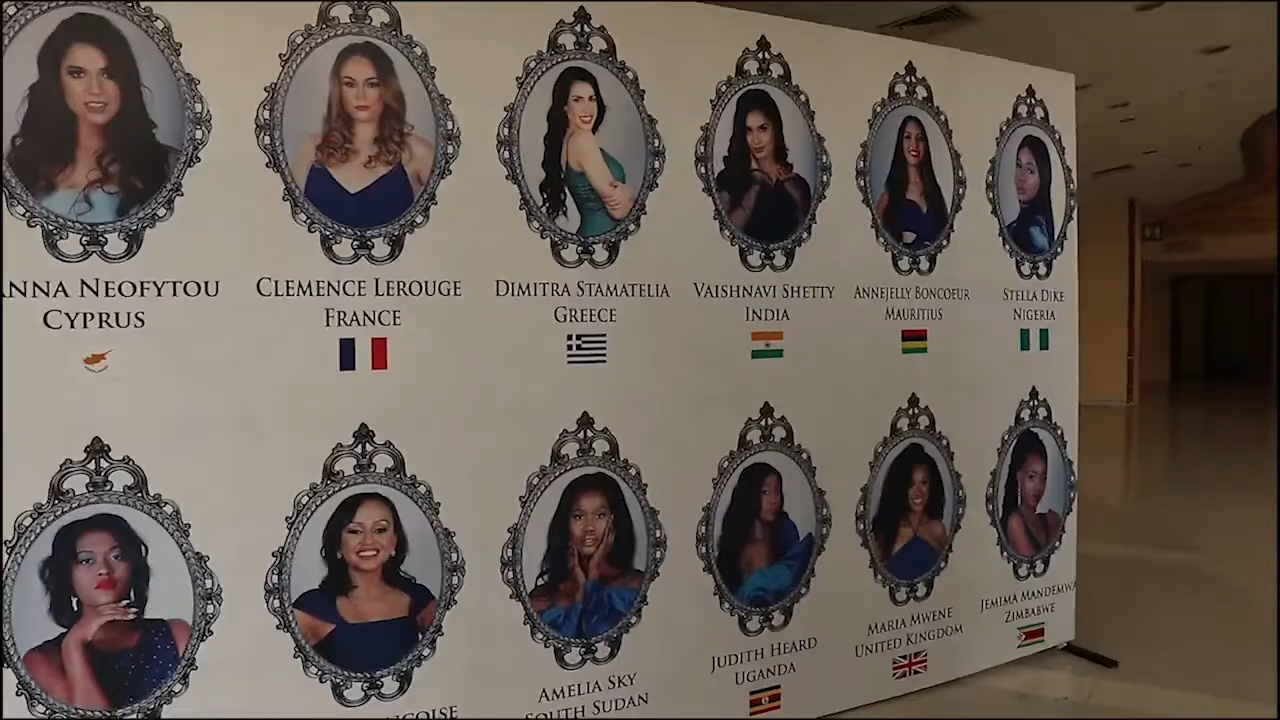 ANNA NEOFYTOU
CYPRUS
CLEMENCE LEROUGE
FRANCE
DIMITRA STAMATELIA
GREECE
VAISHNAVI SHETTY
INDIA
ANNEJELLY BONCOEUR
MAURITIUS
STELLA DIKE
NIGERIA
AMELIA SKY
SOUTH SUDAN
JUDITH HEARD
UGANDA
MARIA MWENE
UNITED KINGDOM
JEMIMA MANDEMWA
ZIMBABWE